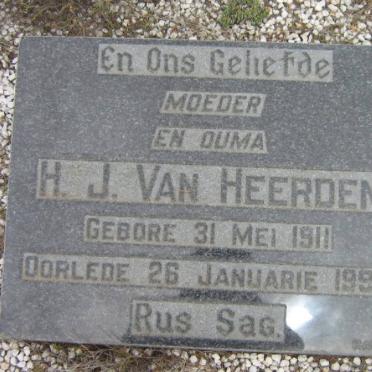 En Ons Geliefde
MOEDER
EN OUMA
H. J. VAN HEERDEN
GEBORE 31 MEI 1911
OORLEDE 26 JANUARIE
RUS SAG.